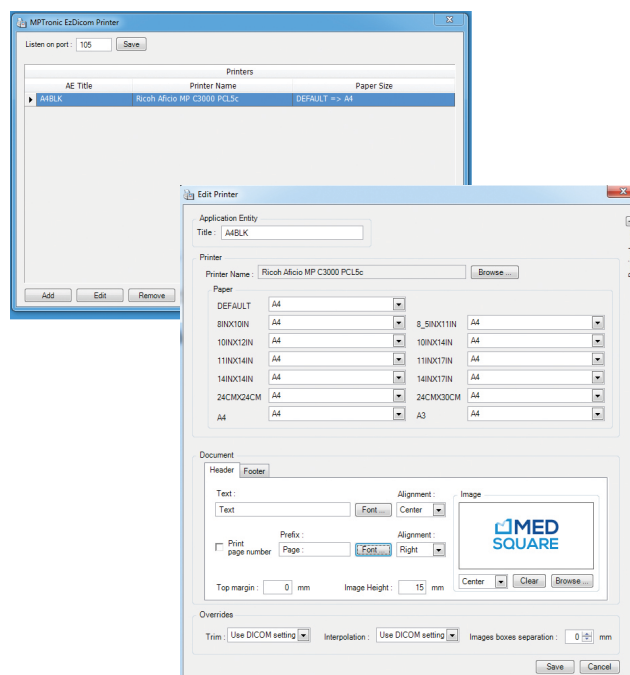 MPTronic EzDicom Printer
Listen on port : 105 Save
Printers
AE Title Printer Name Paper Size
A4BLK Ricoh Aficio MP C3000 PCL5c DEFAULT => A4
Add Edit Remove
Edit Printer
Application Entity
Title : A4BLK
Printer
Printer Name : Ricoh Aficio MP C3000 PCL5c Browse ...
Paper
DEFAULT A4
8INX10IN A4 8_5INX11IN A4
10INX12IN A4 10INX14IN A4
11INX14IN A4 11INX17IN A4
14INX14IN A4 14INX17IN A4
24CMX24CM A4 24CMX30CM A4
A4 A4 A3 A4
Document
Header Footer
Text : Alignment : Image
Text Font ... Center
MED
SQUARE
Prefix : Alignment :
Print
page number Page : Font ... Right
Center Clear Browse ...
Top margin : 0 mm Image Height : 15 mm
Overrides
Trim : Use DICOM setting Interpolation : Use DICOM setting Images boxes separation : 0 mm
Save Cancel